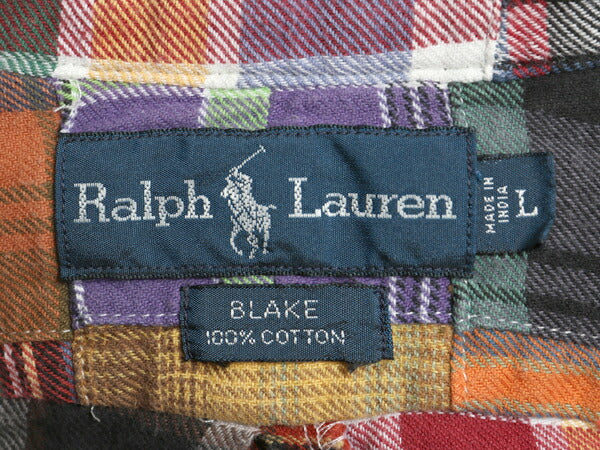 Ralph Lauren
MADE IN
INDIA
L
BLAKE
100% COTTON